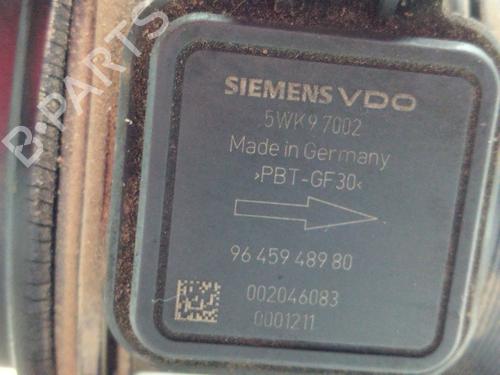 SIEMENS VDO
5WK9 7002
Made in Germany
>PBT-GF30<
96 459 489 80
002046083
0001211
B-PARTS